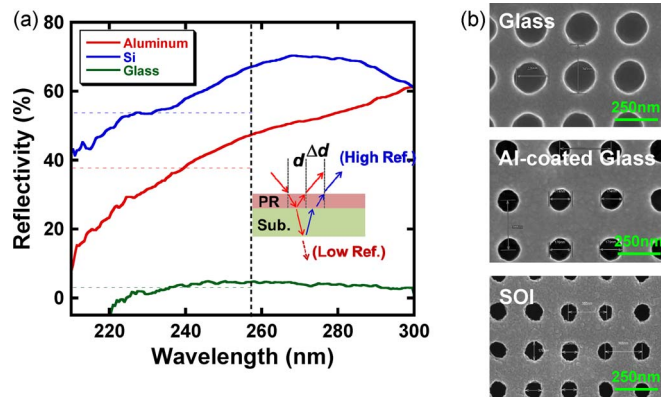 (a)
Aluminum
Si
Glass
Reflectivity (%)
80
60
40
20
0
220
240
260
280
300
Wavelength (nm)
d
Δd
(High Ref.)
PR
Sub.
(Low Ref.)
(b)
Glass
250nm
Al-coated Glass
250nm
SOI
250nm